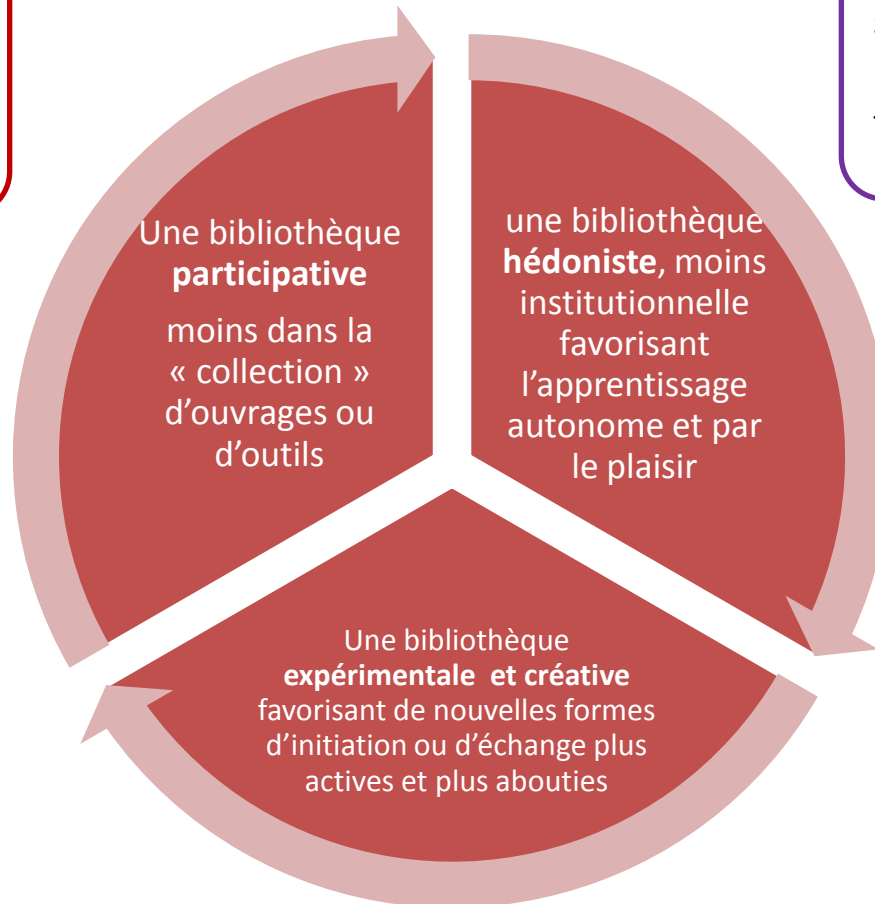 Une bibliothèque
participative
moins dans la
« collection »
d’ouvrages ou
d’outils
une bibliothèque
hédoniste, moins
institutionnelle
favorisant
l’apprentissage
autonome et par
le plaisir
Une bibliothèque
expérimentale et créative
favorisant de nouvelles formes
d’initiation ou d’échange plus
actives et plus abouties